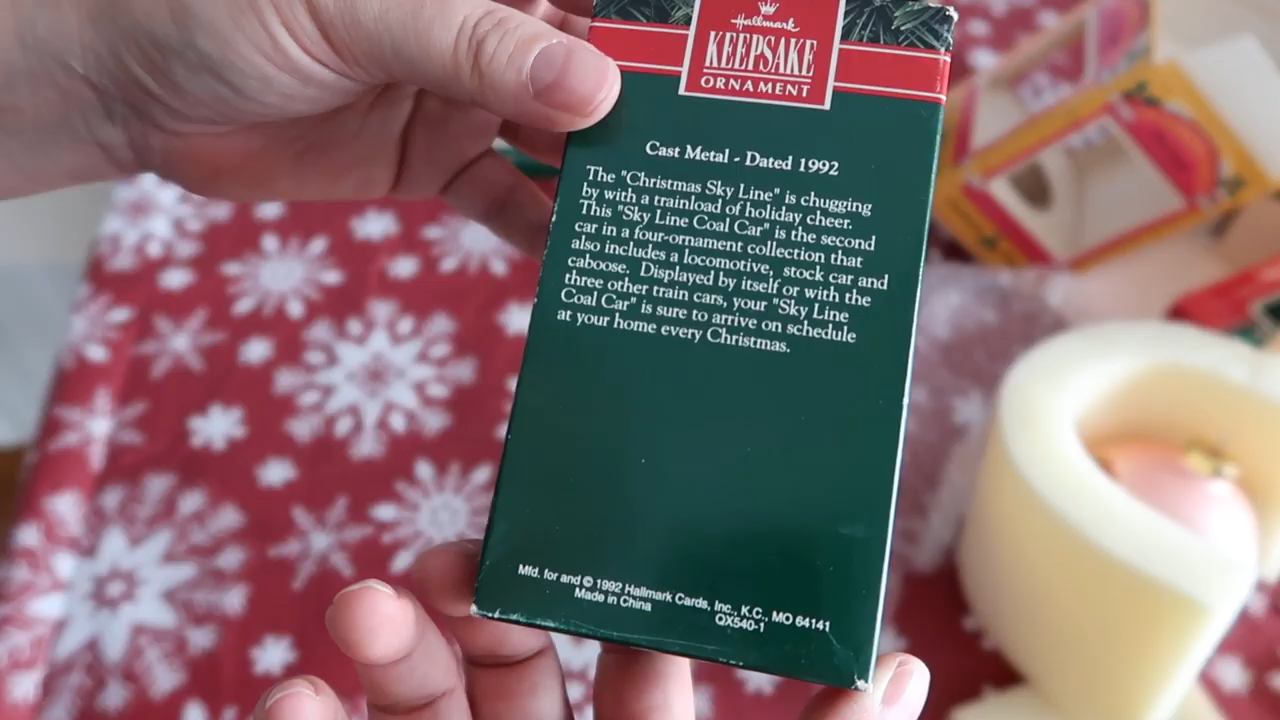 Hallmark
KEEPSAKE
ORNAMENT
Cast Metal - Dated 1992
The "Christmas Sky Line" is chugging
by with a trainload of holiday cheer.
This "Sky Line Coal Car" is the second
car in a four-ornament collection that
also includes a locomotive, stock car and
caboose. Displayed by itself or with the
three other train cars, your "Sky Line
Coal Car" is sure to arrive on schedule
at your home every Christmas.
Mfd. for and © 1992 Hallmark Cards, Inc., K.C., MO 64141
Made in China
QX540-1